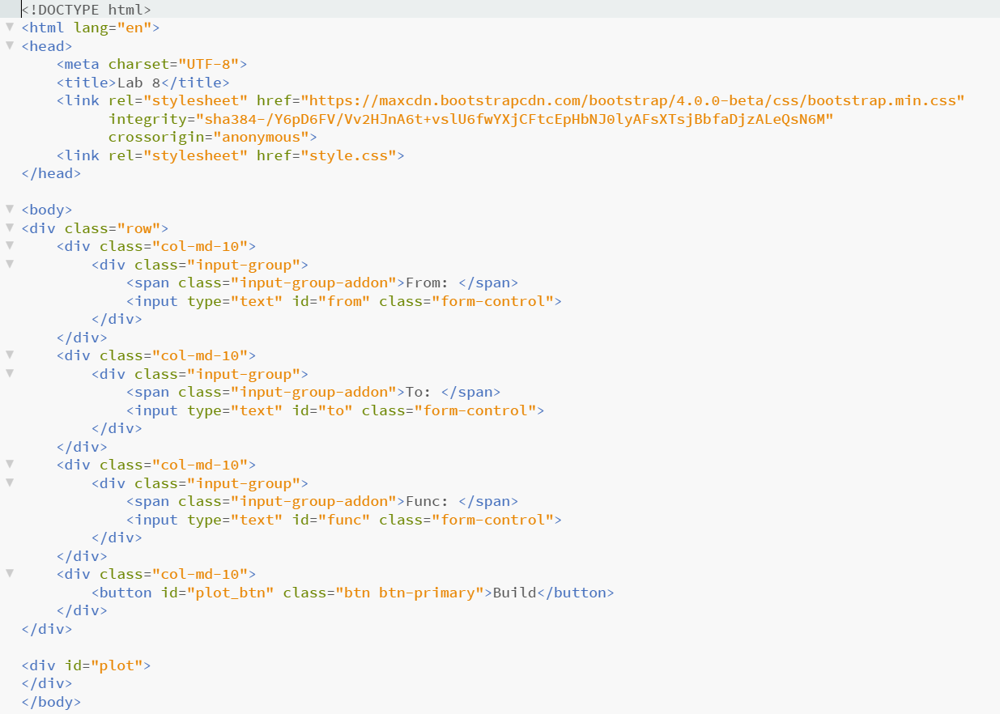 <!DOCTYPE html>
<html lang="en">
<head>
    <meta charset="UTF-8">
    <title>Lab 8</title>
    <link rel="stylesheet" href="https://maxcdn.bootstrapcdn.com/bootstrap/4.0.0-beta/css/bootstrap.min.css"
          integrity="sha384-/Y6pD6FV/Vv2HJnA6t+vslU6fwYXjCFtcEpHbNJ0lyAFsXTsjBbfaDjzALeQsN6M"
          crossorigin="anonymous">
    <link rel="stylesheet" href="style.css">
</head>

<body>
<div class="row">
    <div class="col-md-10">
        <div class="input-group">
            <span class="input-group-addon">From: </span>
            <input type="text" id="from" class="form-control">
        </div>
    </div>
    <div class="col-md-10">
        <div class="input-group">
            <span class="input-group-addon">To: </span>
            <input type="text" id="to" class="form-control">
        </div>
    </div>
    <div class="col-md-10">
        <div class="input-group">
            <span class="input-group-addon">Func: </span>
            <input type="text" id="func" class="form-control">
        </div>
    </div>
    <div class="col-md-10">
        <button id="plot_btn" class="btn btn-primary">Build</button>
    </div>
</div>

<div id="plot">
</div>
</body>